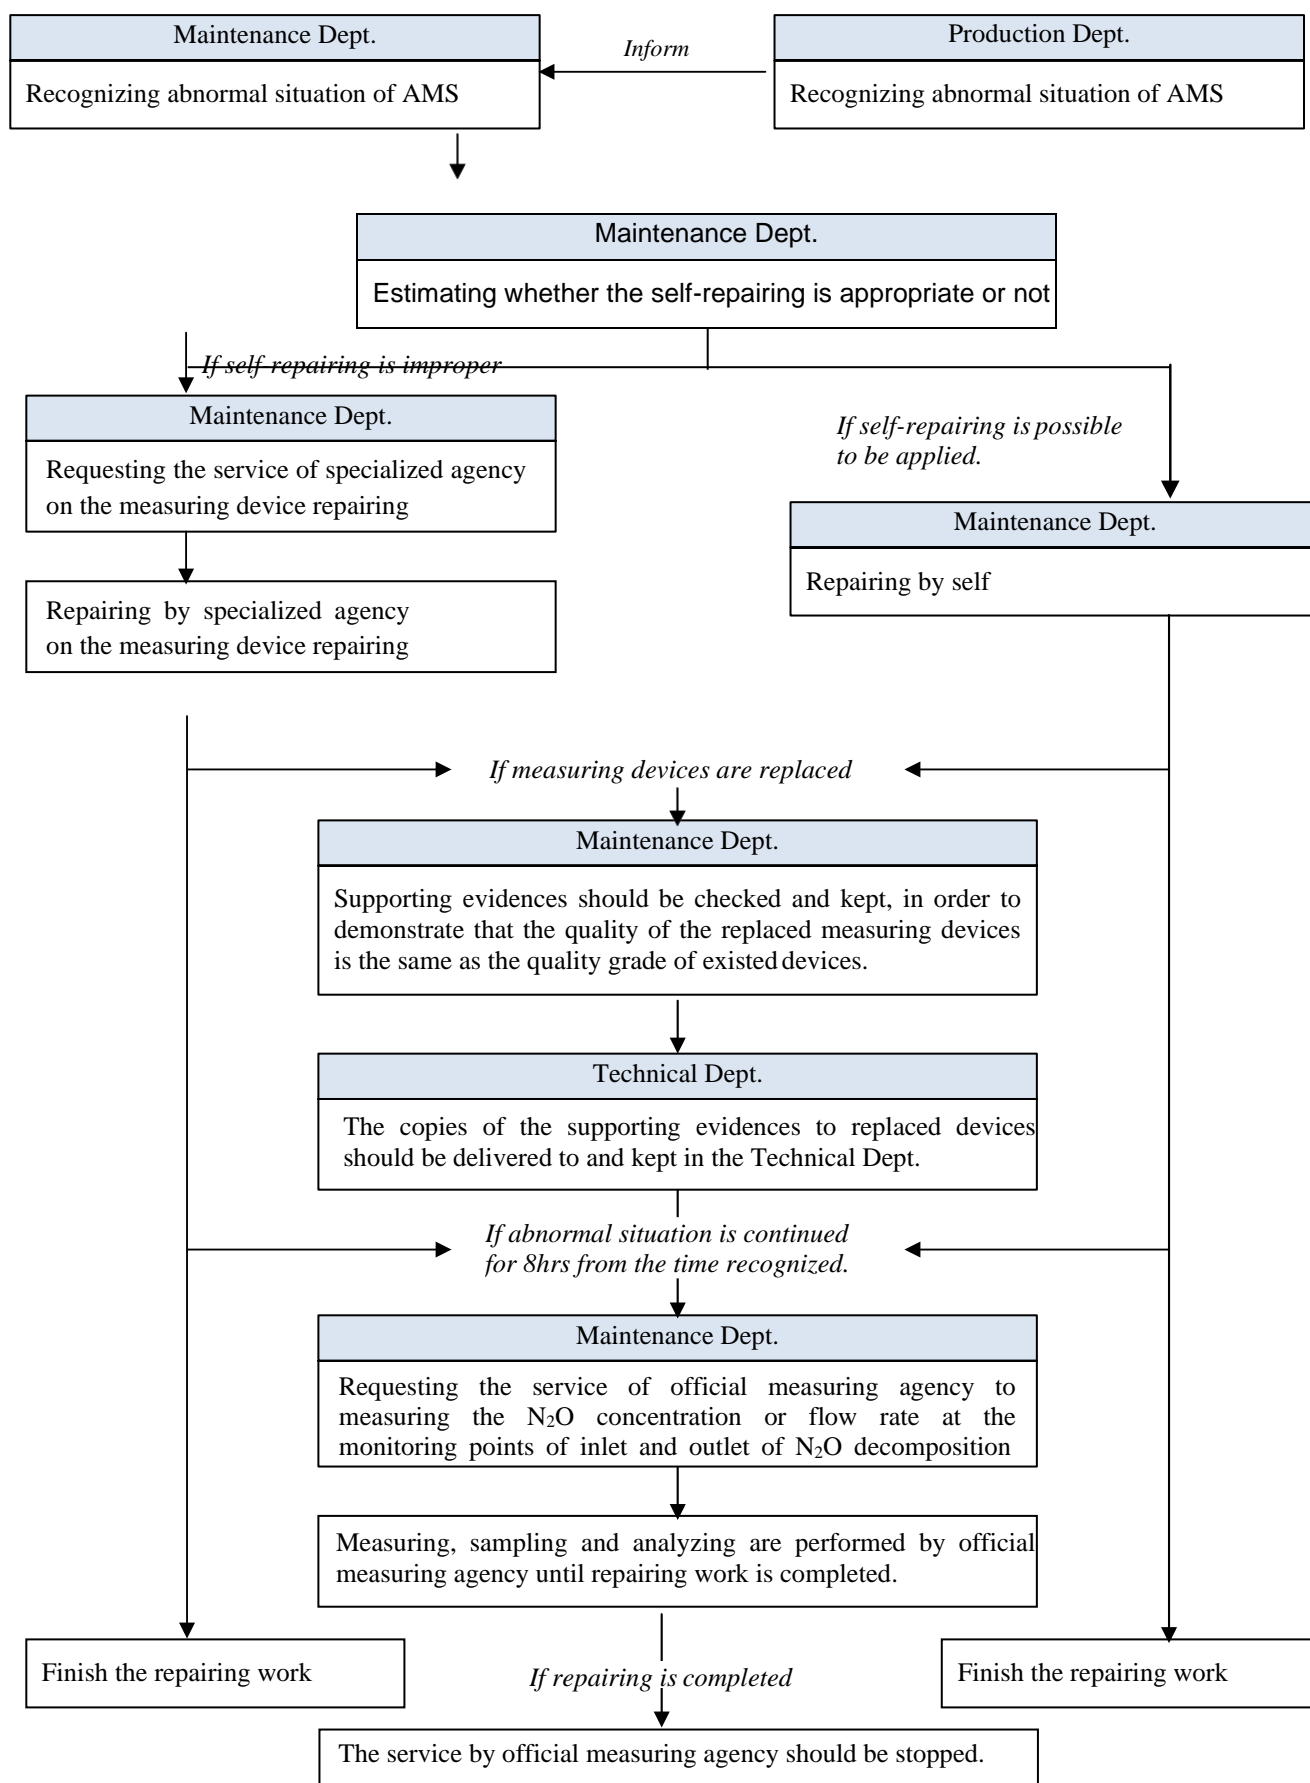 Maintenance Dept.
Recognizing abnormal situation of AMS
Inform
Production Dept.
Recognizing abnormal situation of AMS
Maintenance Dept.
Estimating whether the self-repairing is appropriate or not
If self-repairing is improper
Maintenance Dept.
Requesting the service of specialized agency
on the measuring device repairing
If self-repairing is possible
to be applied.
Maintenance Dept.
Repairing by self
Repairing by specialized agency
on the measuring device repairing
If measuring devices are replaced
Maintenance Dept.
Supporting evidences should be checked and kept, in order to
demonstrate that the quality of the replaced measuring devices
is the same as the quality grade of existed devices.
Technical Dept.
The copies of the supporting evidences to replaced devices
should be delivered to and kept in the Technical Dept.
If abnormal situation is continued
for 8hrs from the time recognized.
Maintenance Dept.
Requesting the service of official measuring agency to
measuring the N₂O concentration or flow rate at the
monitoring points of inlet and outlet of N₂O decomposition
Measuring, sampling and analyzing are performed by official
measuring agency until repairing work is completed.
Finish the repairing work
If repairing is completed
Finish the repairing work
The service by official measuring agency should be stopped.